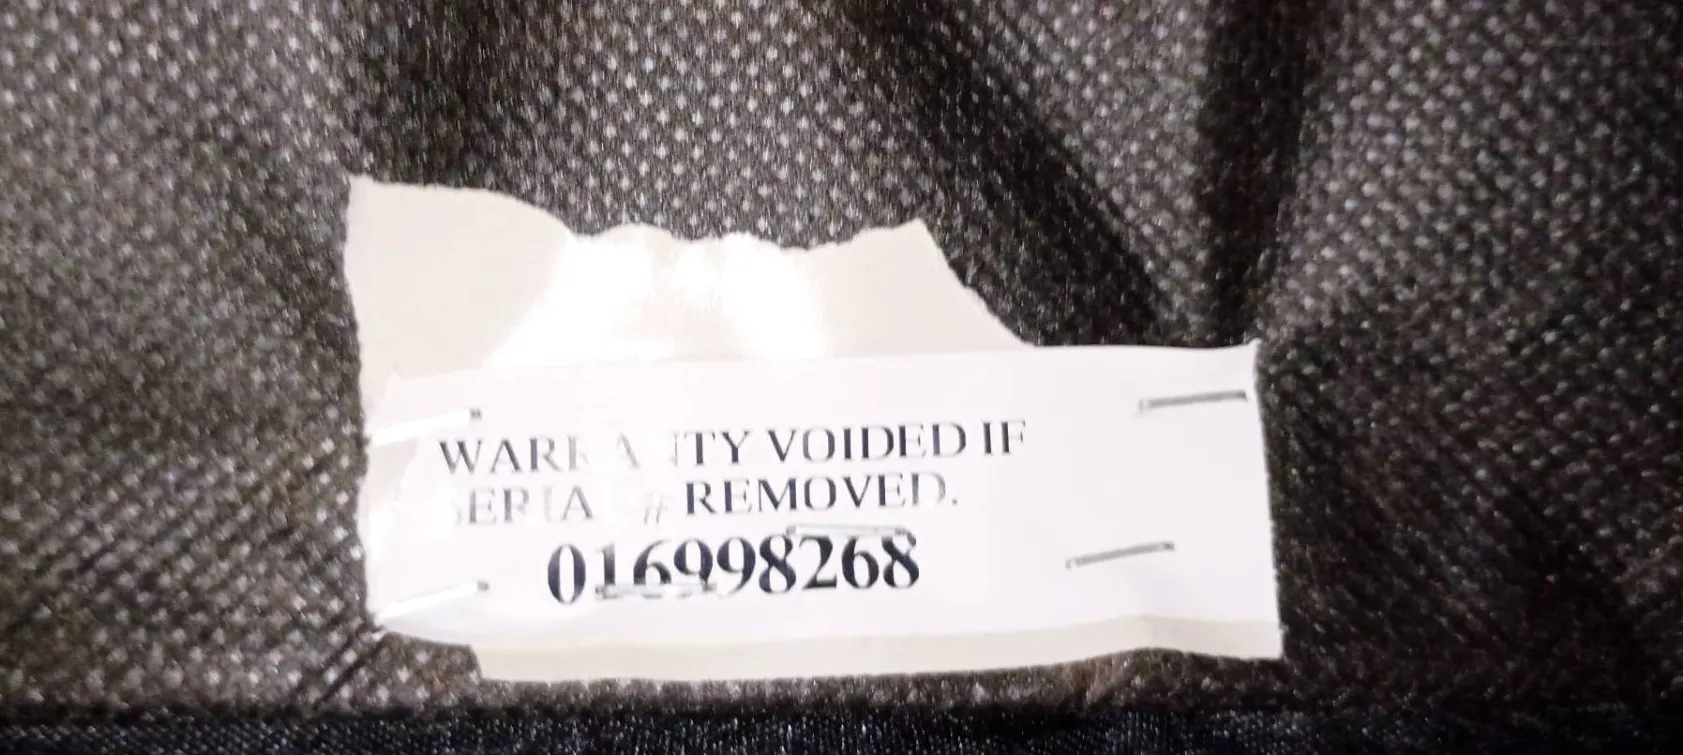 WARRANTY VOIDED IF
SERIAL # REMOVED.
016998268